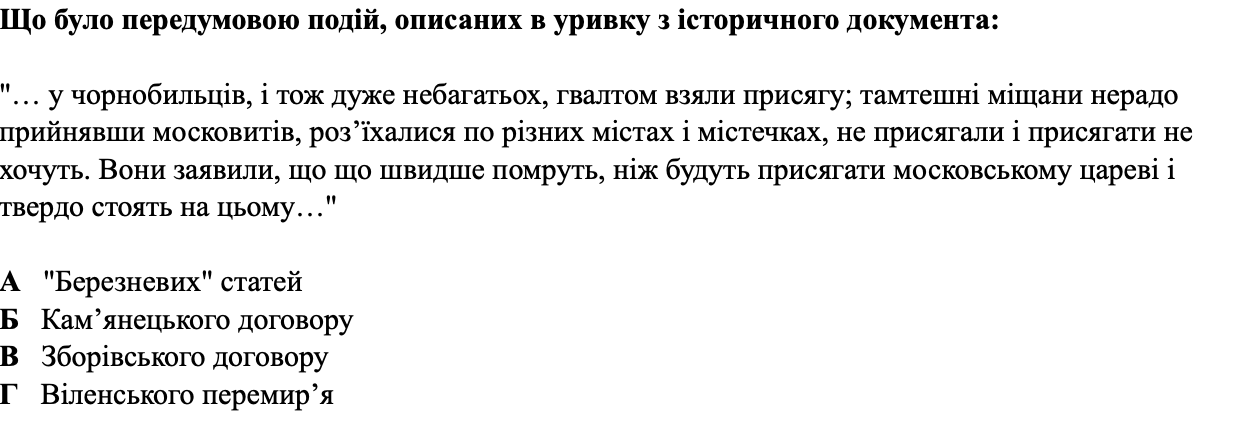 Що було передумовою подій, описаних в уривку з історичного документа:
"… у чорнобильців, і тож дуже небагатьох, гвалтом взяли присягу; тамтешні міщани нерадо
прийнявши московитів, роз’їхалися по різних містах і містечках, не присягали і присягати не
хочуть. Вони заявили, що що швидше помруть, ніж будуть присягати московському цареві і
твердо стоять на цьому…"
А "Березневих" статей
Б Кам’янецького договору
В Зборівського договору
Г Віленського перемир’я